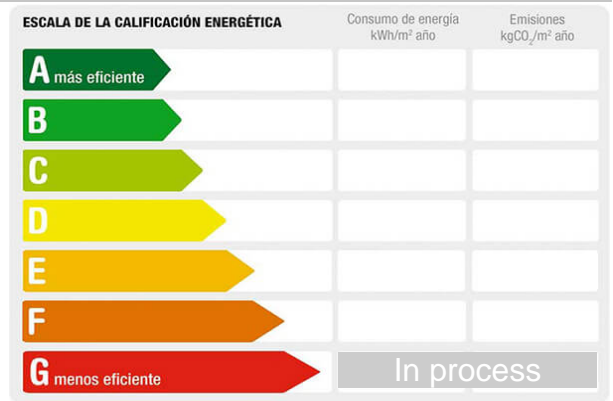 ESCALA DE LA CALIFICACIÓN ENERGÉTICA
Consumo de energía
kWh/m² año
Emisiones
kgCO₂/m² año
A más eficiente
B
C
D
E
F
G menos eficiente
In process